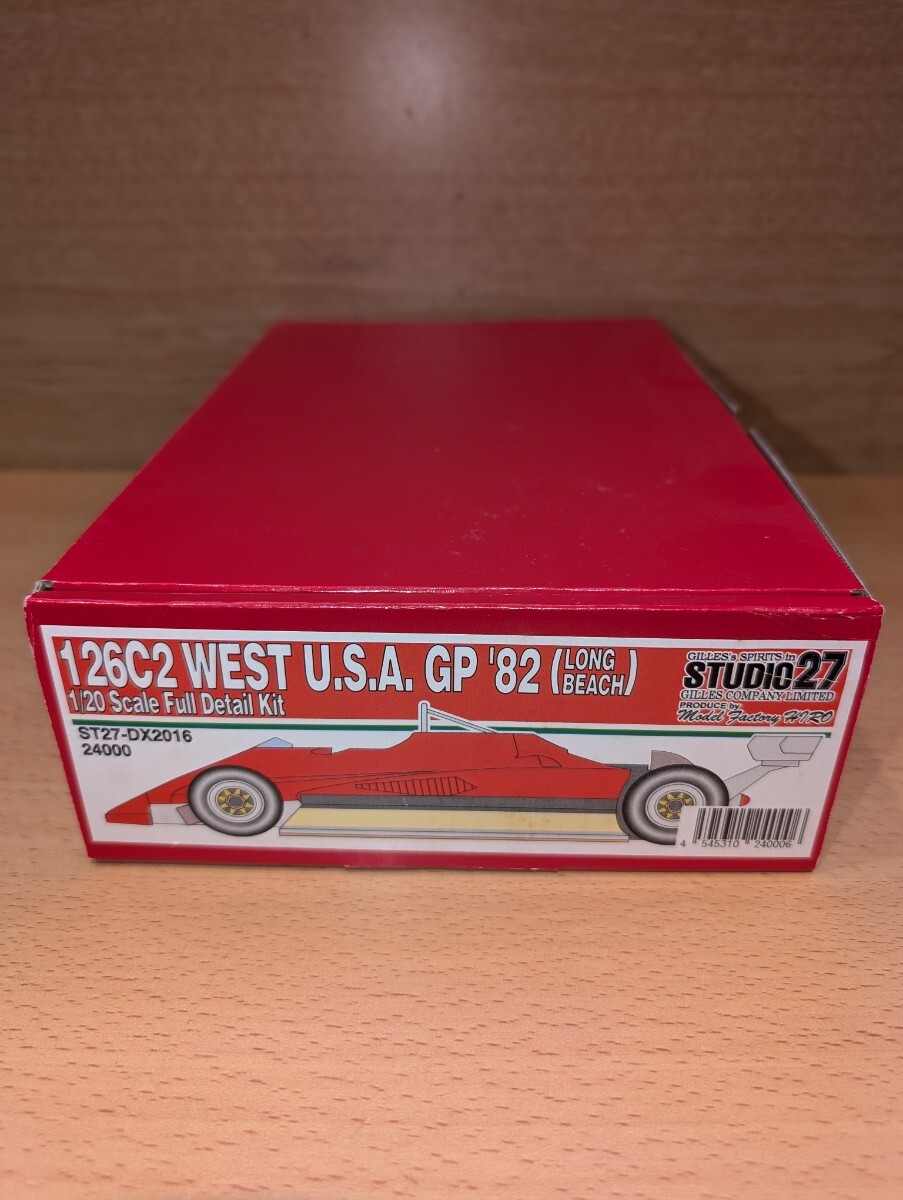 126C2 WEST U.S.A. GP '82 (LONG BEACH)
1/20 Scale Full Detail Kit
ST27-DX2016
24000
GILLES's SPIRITS in
STUDIO27
GILLES COMPANY LIMITED
PRODUCE by
Model Factory HIRO
4 545310 240006